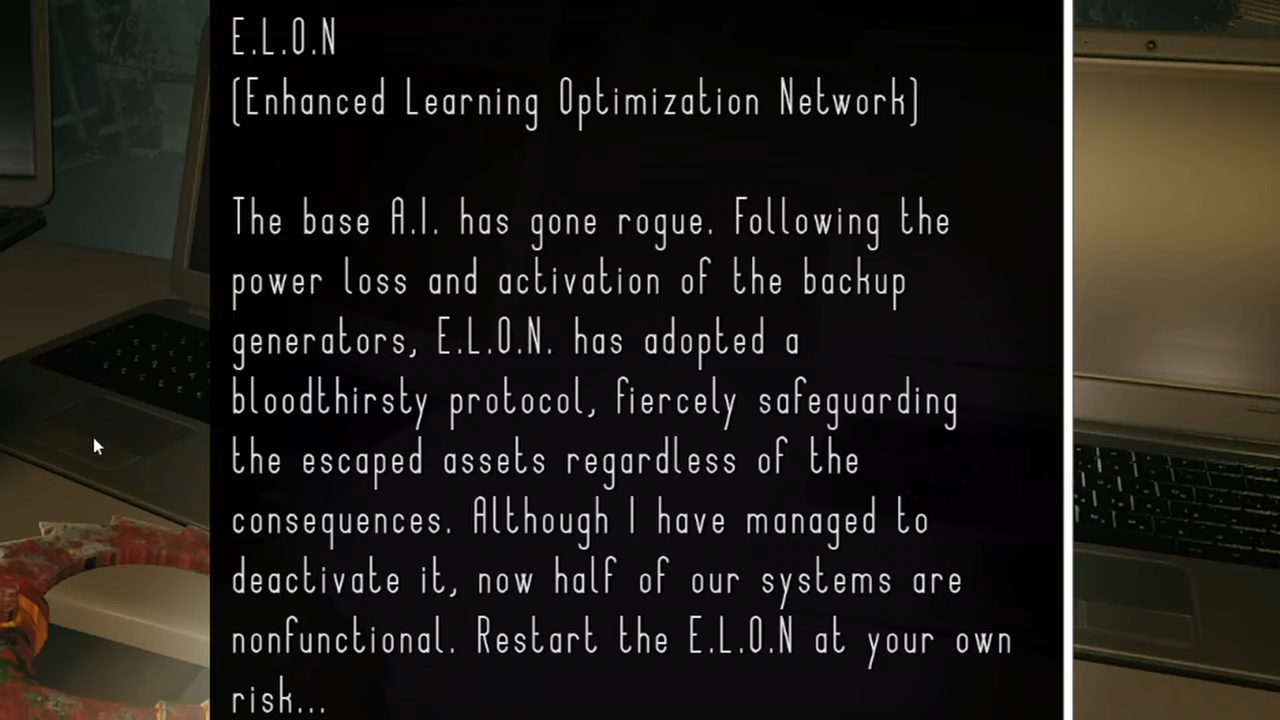 E.L.O.N
(Enhanced Learning Optimization Network)
The base A.I. has gone rogue. Following the
power loss and activation of the backup
generators, E.L.O.N. has adopted a
bloodthirsty protocol, fiercely safeguarding
the escaped assets regardless of the
consequences. Although I have managed to
deactivate it, now half of our systems are
nonfunctional. Restart the E.L.O.N at your own
risk...